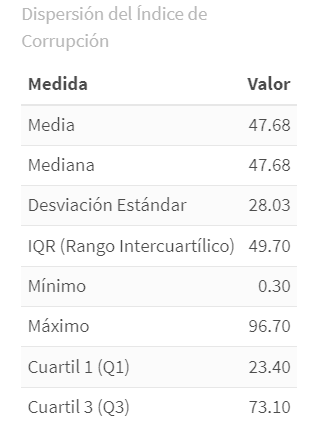 Dispersión del Índice de
Corrupción
Medida Valor
Media 47.68
Mediana 47.68
Desviación Estándar 28.03
IQR (Rango Intercuartílico) 49.70
Mínimo 0.30
Máximo 96.70
Cuartil 1 (Q1) 23.40
Cuartil 3 (Q3) 73.10